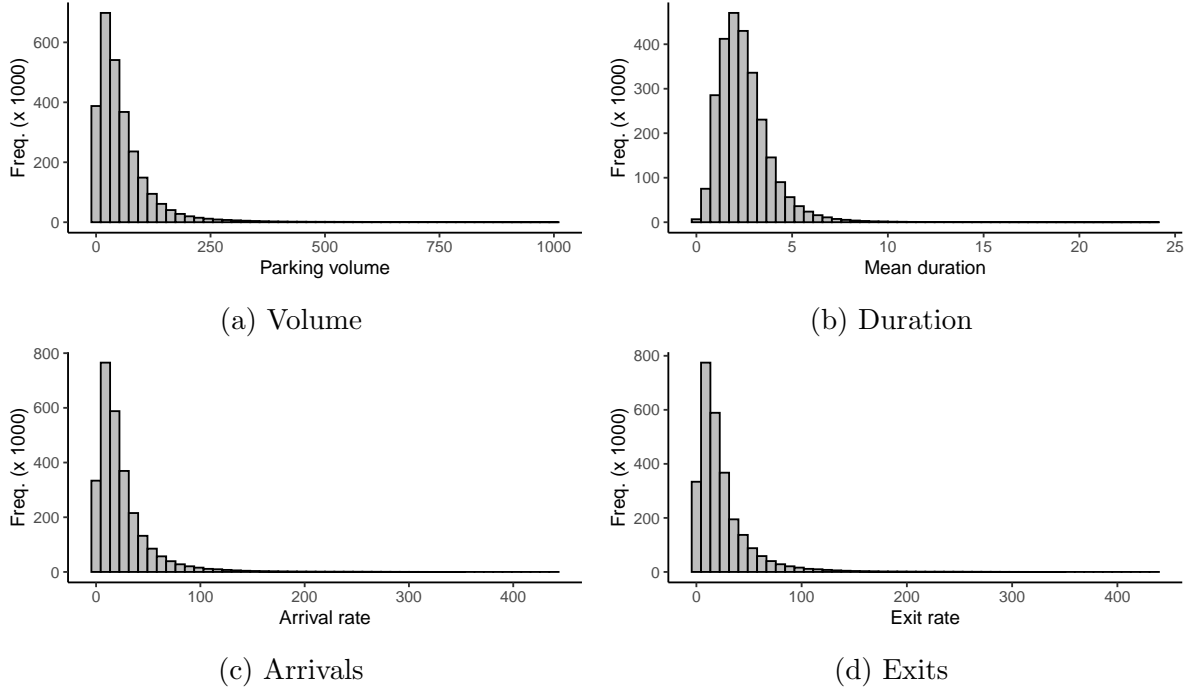 Freq. (x 1000)
600
400
200
0
0 250 500 750 1000
Parking volume
(a) Volume
Freq. (x 1000)
400
300
200
100
0
0 5 10 15 20 25
Mean duration
(b) Duration
Freq. (x 1000)
800
600
400
200
0
0 100 200 300 400
Arrival rate
(c) Arrivals
Freq. (x 1000)
800
600
400
200
0
0 100 200 300 400
Exit rate
(d) Exits